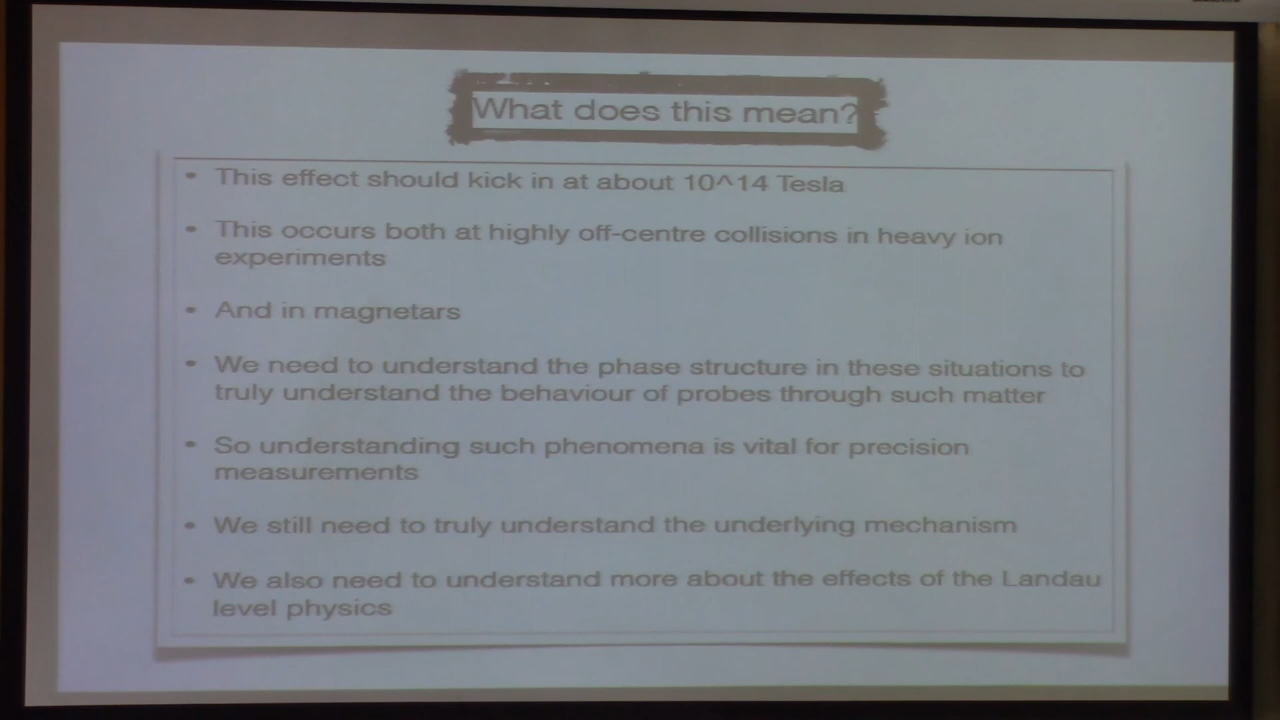 What does this mean?
• This effect should kick in at about 10^14 Tesla
• This occurs both at highly off-centre collisions in heavy ion
experiments
• And in magnetars
• We need to understand the phase structure in these situations to
truly understand the behaviour of probes through such matter
• So understanding such phenomena is vital for precision
measurements
• We still need to truly understand the underlying mechanism
• We also need to understand more about the effects of the Landau
level physics